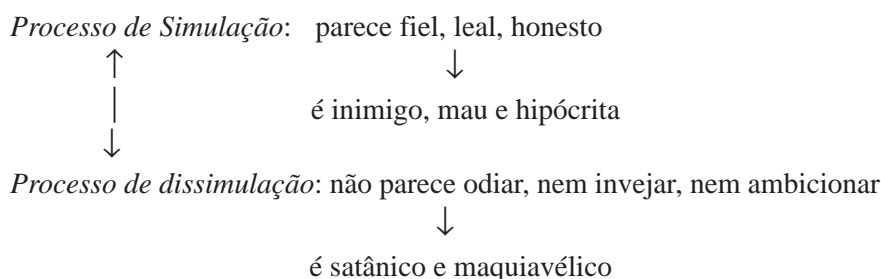 Processo de Simulação: parece fiel, leal, honesto
é inimigo, mau e hipócrita
Processo de dissimulação: não parece odiar, nem invejar, nem ambicionar
é satânico e maquiavélico